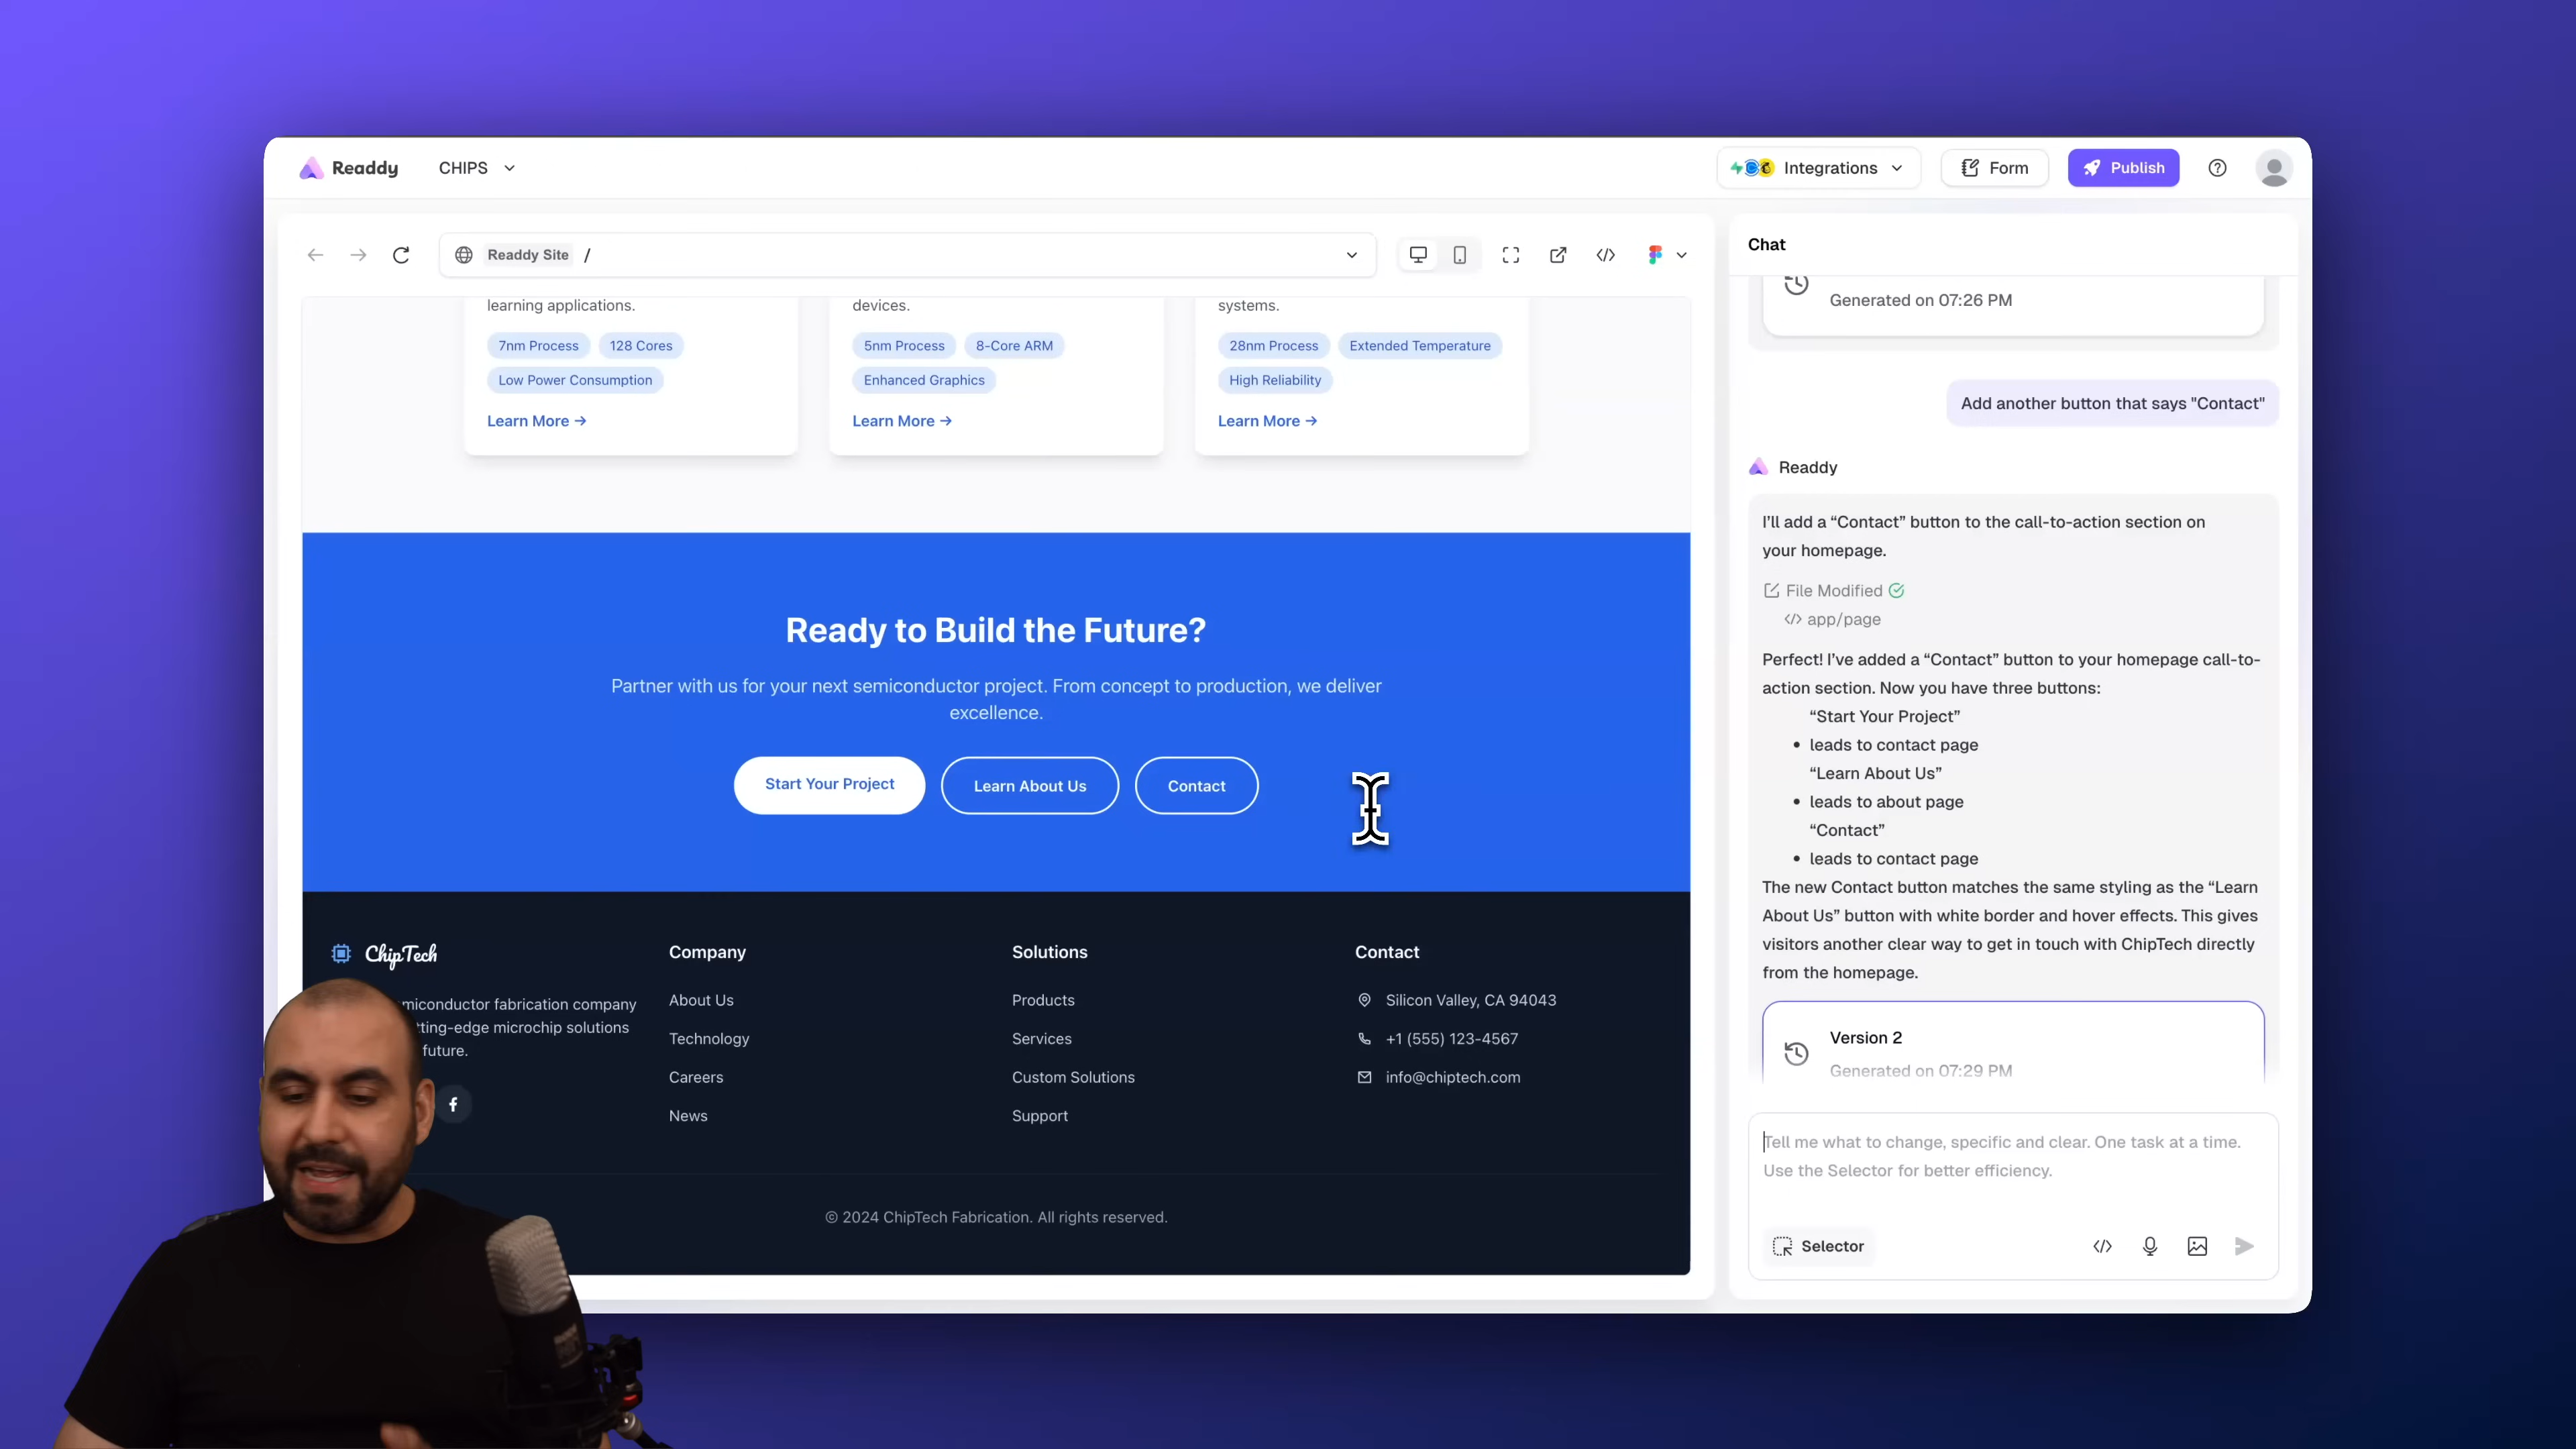 Readdy
CHIPS
Integrations
Form
Publish
Readdy Site /
learning applications.
7nm Process
128 Cores
Low Power Consumption
Learn More →
devices.
5nm Process
8-Core ARM
Enhanced Graphics
Learn More →
systems.
28nm Process
Extended Temperature
High Reliability
Learn More →
Ready to Build the Future?
Partner with us for your next semiconductor project. From concept to production, we deliver
excellence.
Start Your Project
Learn About Us
Contact
ChipTech
semiconductor fabrication company
microchip solutions
future.
Company
About Us
Technology
Careers
News
Solutions
Products
Services
Custom Solutions
Support
Contact
Silicon Valley, CA 94043
+1 (555) 123-4567
info@chiptech.com
© 2024 ChipTech Fabrication. All rights reserved.
Chat
Generated on 07:26 PM
Add another button that says "Contact"
Readdy
I'll add a “Contact” button to the call-to-action section on
your homepage.
File Modified
</> app/page
Perfect! I've added a “Contact” button to your homepage call-to-
action section. Now you have three buttons:
“Start Your Project”
• leads to contact page
“Learn About Us”
• leads to about page
“Contact”
• leads to contact page
The new Contact button matches the same styling as the “Learn
About Us” button with white border and hover effects. This gives
visitors another clear way to get in touch with ChipTech directly
from the homepage.
Version 2
Generated on 07:29 PM
Tell me what to change, specific and clear. One task at a time.
Use the Selector for better efficiency.
Selector